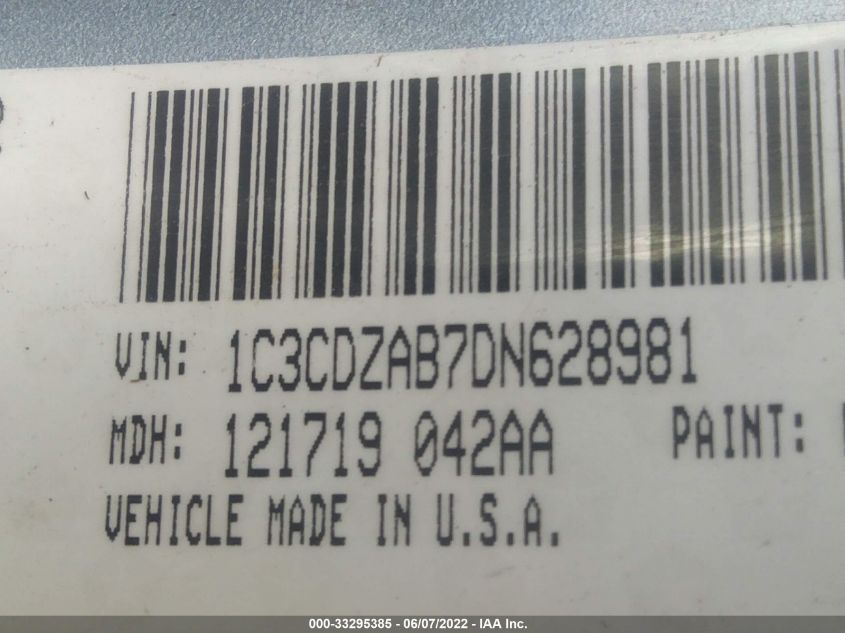 VIN: 1C3CDZAB7DN628981
MDH: 121719 042AA PAINT:
VEHICLE MADE IN U.S.A.
000-33295385 - 06/07/2022 - IAA Inc.